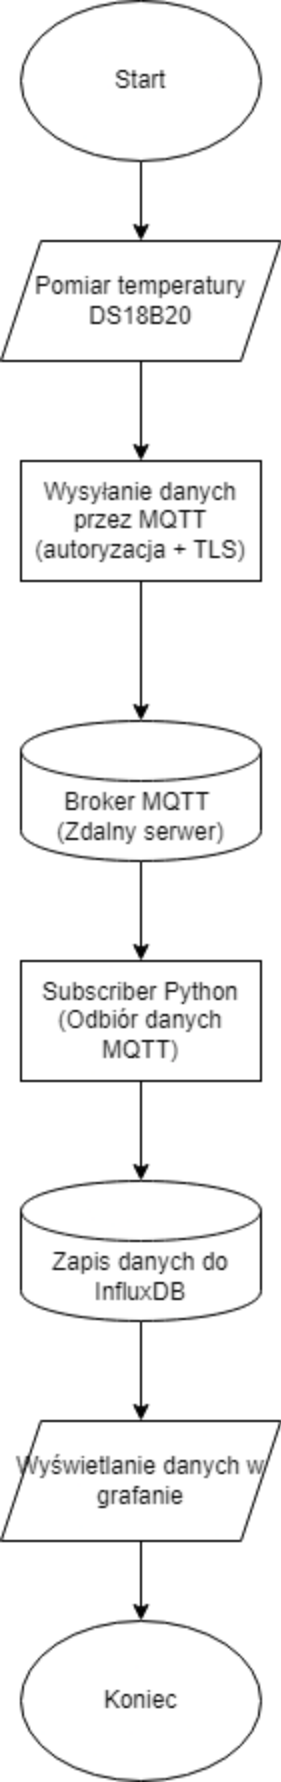 Start
Pomiar temperatury
DS18B20
Wysyłanie danych
przez MQTT
(autoryzacja + TLS)
Broker MQTT
(Zdalny serwer)
Subscriber Python
(Odbiór danych
MQTT)
Zapis danych do
InfluxDB
Wyświetlanie danych w
grafanie
Koniec